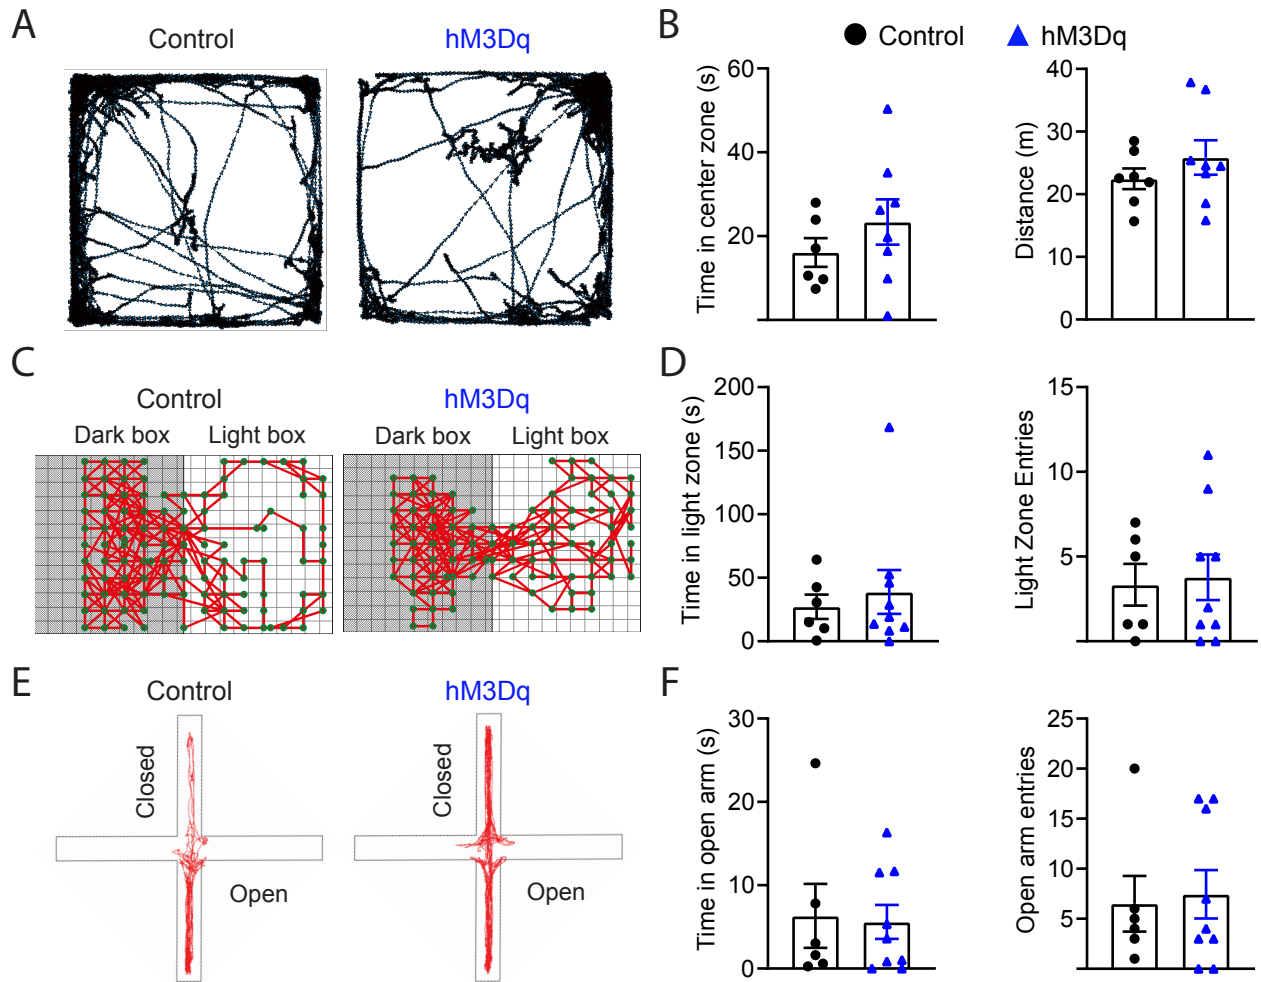 A
Control
hM3Dq
B
Control
hM3Dq
Time in center zone (s)
60
40
20
Distance (m)
40
30
20
10
0
C
Control
hM3Dq
Dark box
Light box
Dark box
Light box
D
Time in light zone (s)
200
150
100
50
0
Light Zone Entries
15
10
5
E
Control
hM3Dq
Closed
Open
Closed
Open
F
Time in open arm (s)
30
20
10
0
Open arm entries
25
20
15
10
5